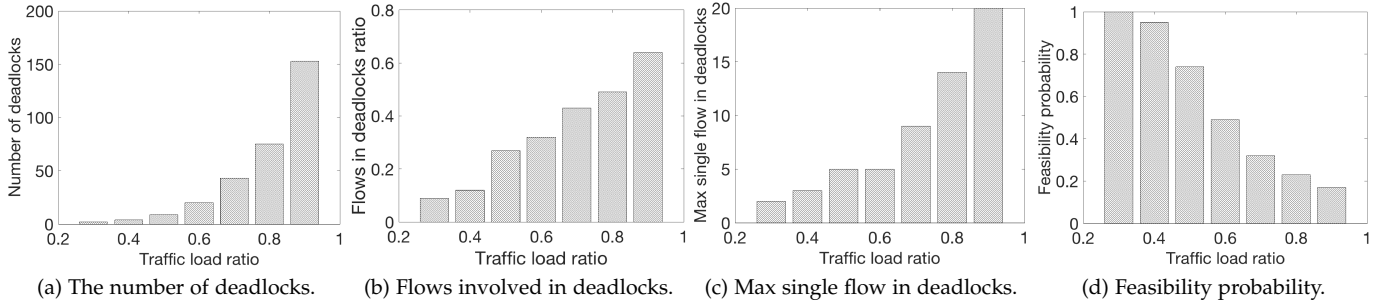 Number of deadlocks
200
150
100
50
0
0.2 0.4 0.6 0.8 1
Traffic load ratio
(a) The number of deadlocks.
Flows in deadlocks ratio
0.8
0.6
0.4
0.2
0
0.2 0.4 0.6 0.8 1
Traffic load ratio
(b) Flows involved in deadlocks.
Max single flow in deadlocks
20
15
10
5
0
0.2 0.4 0.6 0.8 1
Traffic load ratio
(c) Max single flow in deadlocks.
Feasibility probability
1
0.8
0.6
0.4
0.2
0
0.2 0.4 0.6 0.8 1
Traffic load ratio
(d) Feasibility probability.